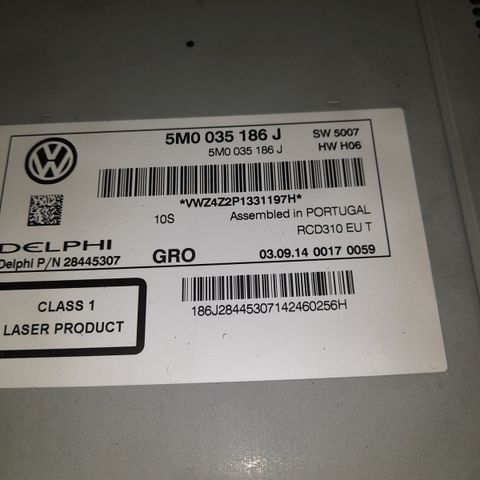 5M0 035 186 J SW 5007
5M0 035 186 J HW H06
*VWZ4Z2P1331197H*
10S Assembled in PORTUGAL
RCD310 EU T
DELPHI
Delphi P/N 28445307 GRO 03.09.14 0017 0059
CLASS 1
LASER PRODUCT
186J28445307142460256H